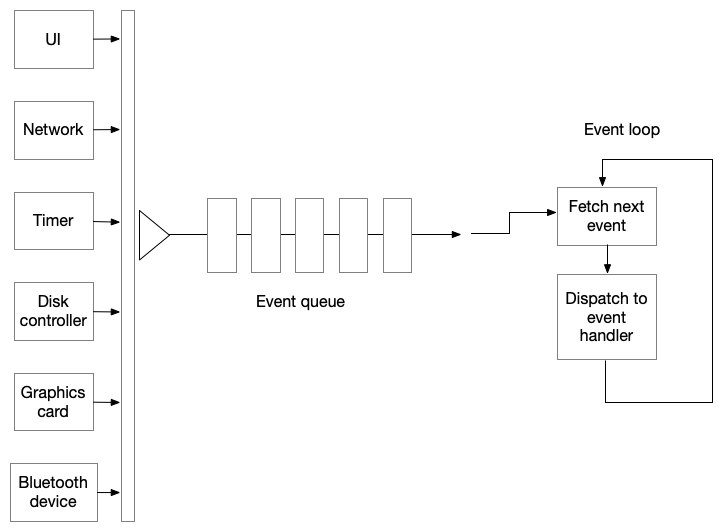 UI
Network
Timer
Disk
controller
Graphics
card
Bluetooth
device
Event queue
Event loop
Fetch next
event
Dispatch to
event
handler